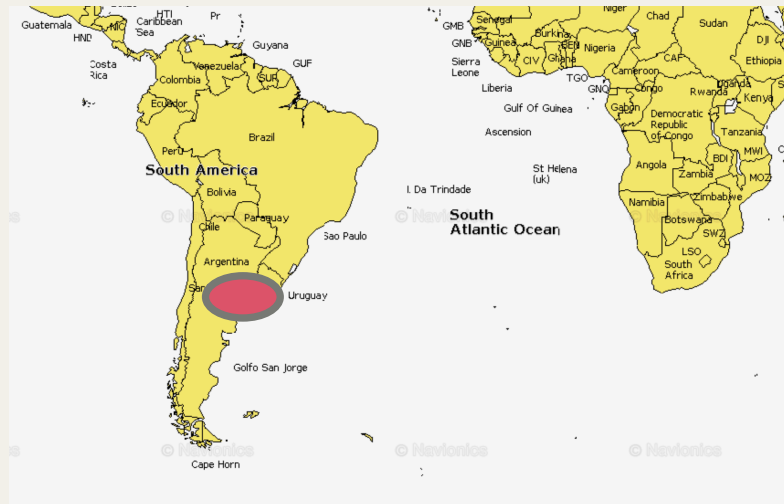 HTI
Pr
Niger
Guatemala
NIC
Caribbean
Sea
GMB
Senegal
Chad
Sudan
HND
Burkina
DJI
Guyana
GNB
Guinea
BEN
Nigeria
Costa
Rica
Venezuela
GUF
Sierra
Leone
CIV
Ghana
CAF
Ethiopia
Colombia
SUR
TGO
Cameroon
Liberia
GNQ
Congo
Uganda
Rwanda
Kenya
Ecuador
Gulf Of Guinea
Gabon
Democratic
Republic
of Congo
Brazil
Ascension
Tanzania
Peru
BDI
MWI
South America
St Helena
(uk)
Angola
Zambia
MOZ
Bolivia
I. Da Trindade
Zimbabwe
Namibia
© Navionics
© Navionics
© Navionics
Paraguay
South
Atlantic Ocean
Botswana
Chile
Sao Paulo
SWZ
LSO
Argentina
South
Africa
Uruguay
Golfo San Jorge
© Navionics
© Navionics
© Navionics
Cape Horn